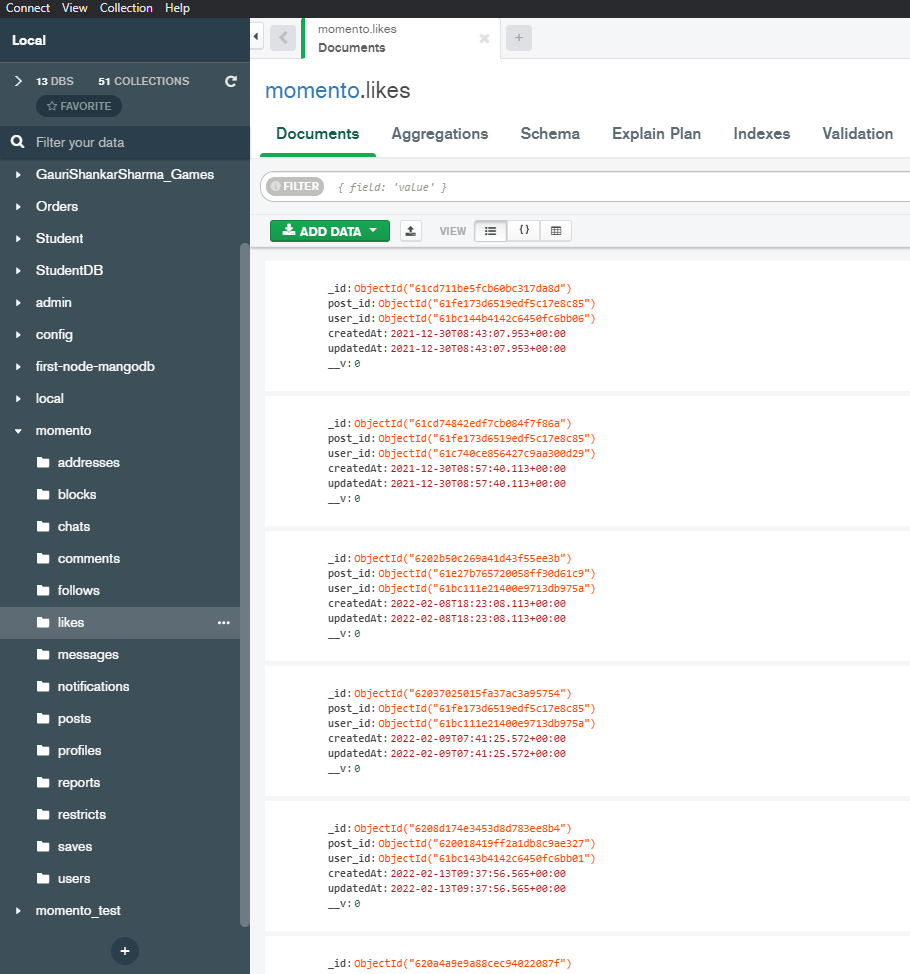 Connect View Collection Help
Local
13 DBS 51 COLLECTIONS
FAVORITE
Filter your data
GauriShankarSharma_Games
Orders
Student
StudentDB
admin
config
first-node-mangodb
local
momento
addresses
blocks
chats
comments
follows
likes
messages
notifications
posts
profiles
reports
restricts
saves
users
momento_test
momento.likes
Documents
momento.likes
Documents Aggregations Schema Explain Plan Indexes Validation
FILTER { field: 'value' }
ADD DATA VIEW {}
_id: ObjectId("61cd711be5fcb60bc317da8d")
post_id: ObjectId("61fe173d6519edf5c17e8c85")
user_id: ObjectId("61bc144b4142c6450fc6bb06")
createdAt: 2021-12-30T08:43:07.953+00:00
updatedAt: 2021-12-30T08:43:07.953+00:00
__v: 0
_id: ObjectId("61cd74842edf7cb084f7f86a")
post_id: ObjectId("61fe173d6519edf5c17e8c85")
user_id: ObjectId("61c740ce856427c9aa300d29")
createdAt: 2021-12-30T08:57:40.113+00:00
updatedAt: 2021-12-30T08:57:40.113+00:00
__v: 0
_id: ObjectId("6202b50c269a41d43f55ee3b")
post_id: ObjectId("61e27b765720058ff30d61c9")
user_id: ObjectId("61bc111e21400e9713db975a")
createdAt: 2022-02-08T18:23:08.113+00:00
updatedAt: 2022-02-08T18:23:08.113+00:00
__v: 0
_id: ObjectId("62037025015fa37ac3a95754")
post_id: ObjectId("61fe173d6519edf5c17e8c85")
user_id: ObjectId("61bc111e21400e9713db975a")
createdAt: 2022-02-09T07:41:25.572+00:00
updatedAt: 2022-02-09T07:41:25.572+00:00
__v: 0
_id: ObjectId("6208d174e3453d8d783ee8b4")
post_id: ObjectId("620018419ff2a1db8c9ae327")
user_id: ObjectId("61bc143b4142c6450fc6bb01")
createdAt: 2022-02-13T09:37:56.565+00:00
updatedAt: 2022-02-13T09:37:56.565+00:00
__v: 0
_id: ObjectId("620a4a9e9a88cec94022087f")